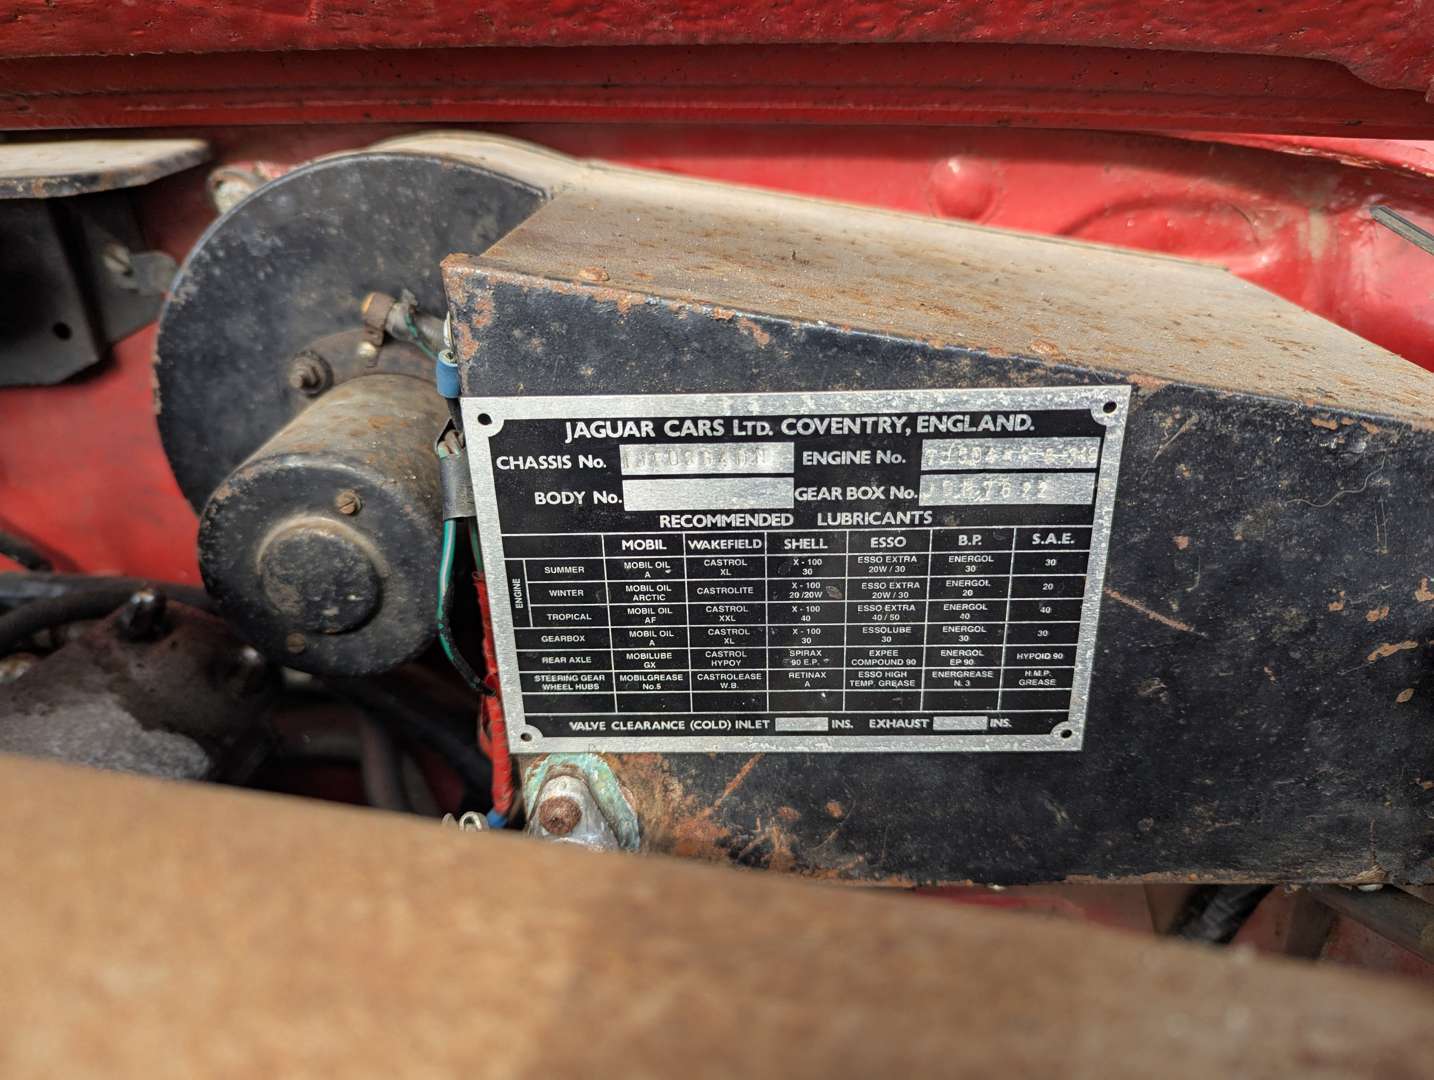 JAGUAR CARS LTD. COVENTRY, ENGLAND.
CHASSIS No. ENGINE No.
BODY No. GEAR BOX No.
RECOMMENDED LUBRICANTS
MOBIL WAKEFIELD SHELL ESSO B.P. S.A.E.
ENGINE
SUMMER MOBIL OIL A CASTROL XL X - 100 30 ESSO EXTRA 20W / 30 ENERGOL 30 30
WINTER MOBIL OIL ARCTIC CASTROLITE X - 100 20 /20W ESSO EXTRA 20W / 30 ENERGOL 20 20
TROPICAL MOBIL OIL AF CASTROL XXL X - 100 40 ESSO EXTRA 40 / 50 ENERGOL 40 40
GEARBOX MOBIL OIL A CASTROL XL X - 100 30 ESSOLUBE 30 ENERGOL 30 30
REAR AXLE MOBILUBE GX CASTROL HYPOY SPIRAX 90 E.P. EXPEE COMPOUND 90 ENERGOL EP 90 HYPOID 90
STEERING GEAR WHEEL HUBS MOBILGREASE No.5 CASTROLEASE W.B. RETINAX A ESSO HIGH TEMP. GREASE ENERGREASE N. 3 H.M.P. GREASE
VALVE CLEARANCE (COLD) INLET INS. EXHAUST INS.